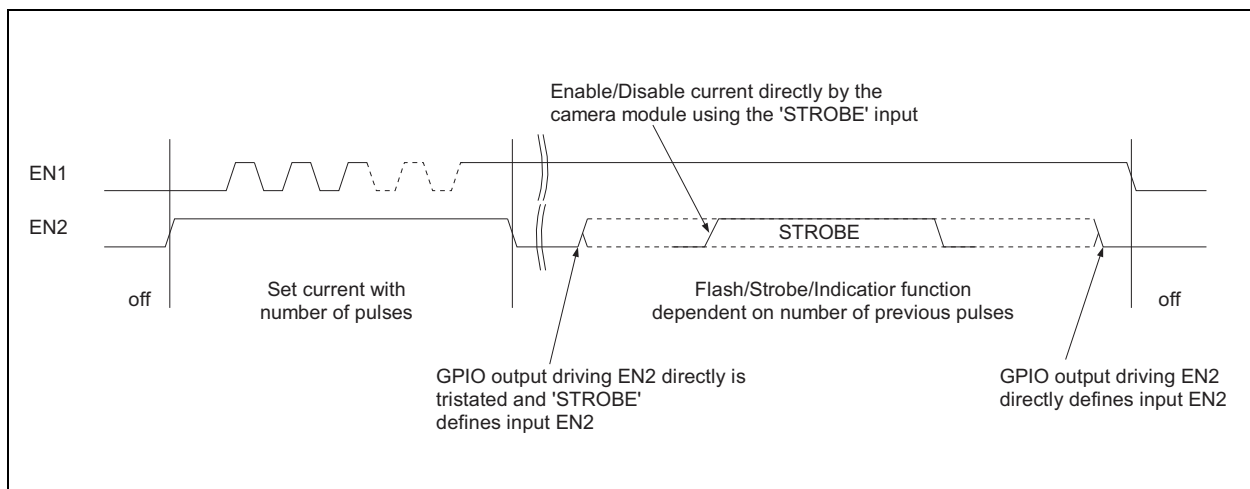 Enable/Disable current directly by the
camera module using the 'STROBE' input
EN1
EN2
STROBE
off
Set current with
number of pulses
Flash/Strobe/Indicatior function
dependent on number of previous pulses
off
GPIO output driving EN2 directly is
tristated and 'STROBE'
defines input EN2
GPIO output driving EN2
directly defines input EN2